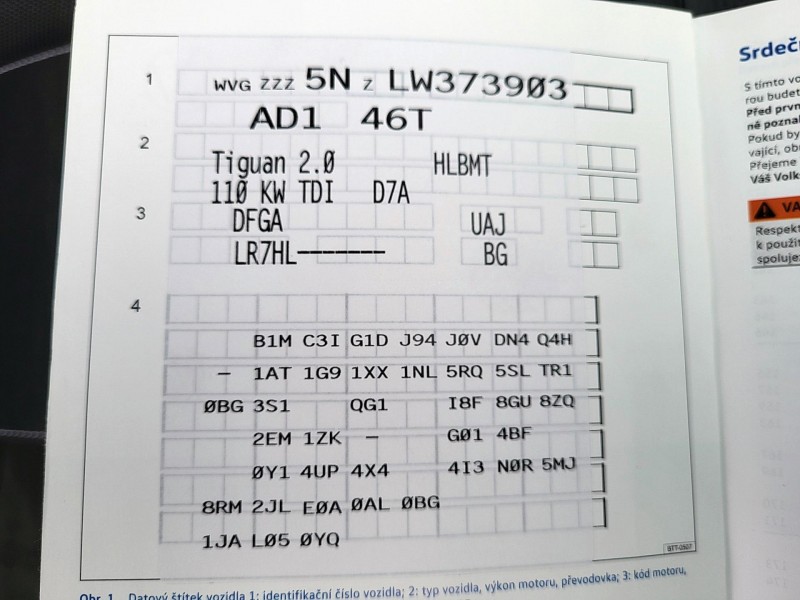 1 WVG ZZZ 5N Z LW373903
AD1 46T
2
Tiguan 2.0 HLBMT
110 KW TDI D7A
3 DFGA UAJ
LR7HL------- BG
4
B1M C3I G1D J94 J0V DN4 Q4H
- 1AT 1G9 1XX 1NL 5RQ 5SL TR1
0BG 3S1 QG1 I8F 8GU 8ZQ
2EM 1ZK - G01 4BF
0Y1 4UP 4X4 4I3 N0R 5MJ
8RM 2JL E0A 0AL 0BG
1JA L05 0YQ
BTT-0507
Obr. 1 Datový štítek vozidla 1: identifikační číslo vozidla; 2: typ vozidla, výkon motoru, převodovka; 3: kód motoru,
Srdeč
S tímto vo
rou budet
Před prvn
ně poznal
Pokud by
vající, obr
Přejeme
Váš Volk
VA
Respekt
k použit
spoluje